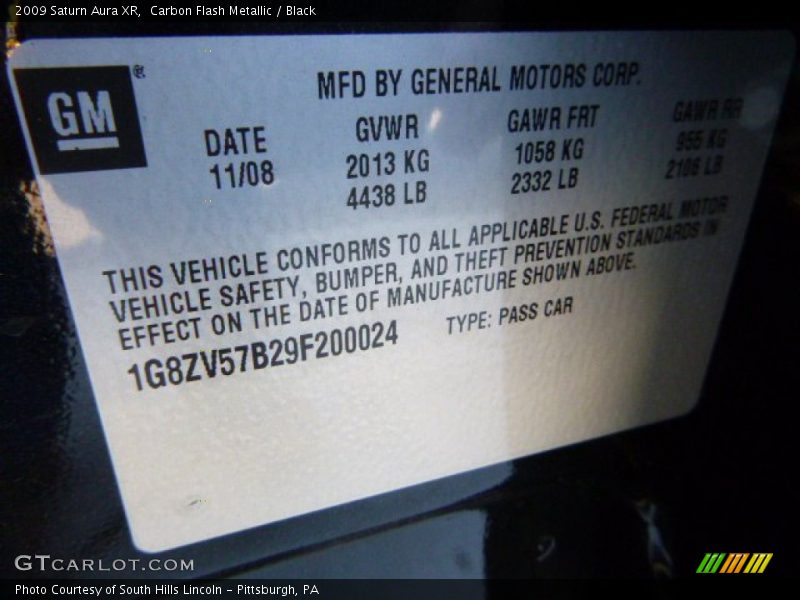 2009 Saturn Aura XR, Carbon Flash Metallic / Black
GM®
MFD BY GENERAL MOTORS CORP.
DATE GVWR GAWR FRT GAWR RR
11/08 2013 KG 1058 KG 955 KG
4438 LB 2332 LB 2106 LB
THIS VEHICLE CONFORMS TO ALL APPLICABLE U.S. FEDERAL MOTOR
VEHICLE SAFETY, BUMPER, AND THEFT PREVENTION STANDARDS IN
EFFECT ON THE DATE OF MANUFACTURE SHOWN ABOVE.
1G8ZV57B29F200024 TYPE: PASS CAR
GTCARLOT.COM
Photo Courtesy of South Hills Lincoln - Pittsburgh, PA